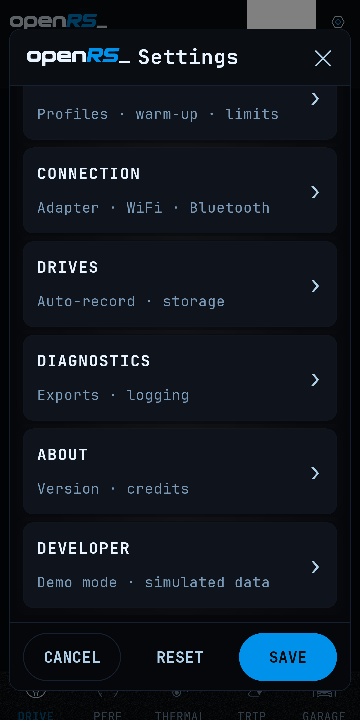 openRS_
openRS_ Settings
Profiles · warm-up · limits
CONNECTION
Adapter · WiFi · Bluetooth
DRIVES
Auto-record · storage
DIAGNOSTICS
Exports · logging
ABOUT
Version · credits
DEVELOPER
Demo mode · simulated data
CANCEL RESET SAVE
DRIVE PERF THERMAL TRIP GARAGE